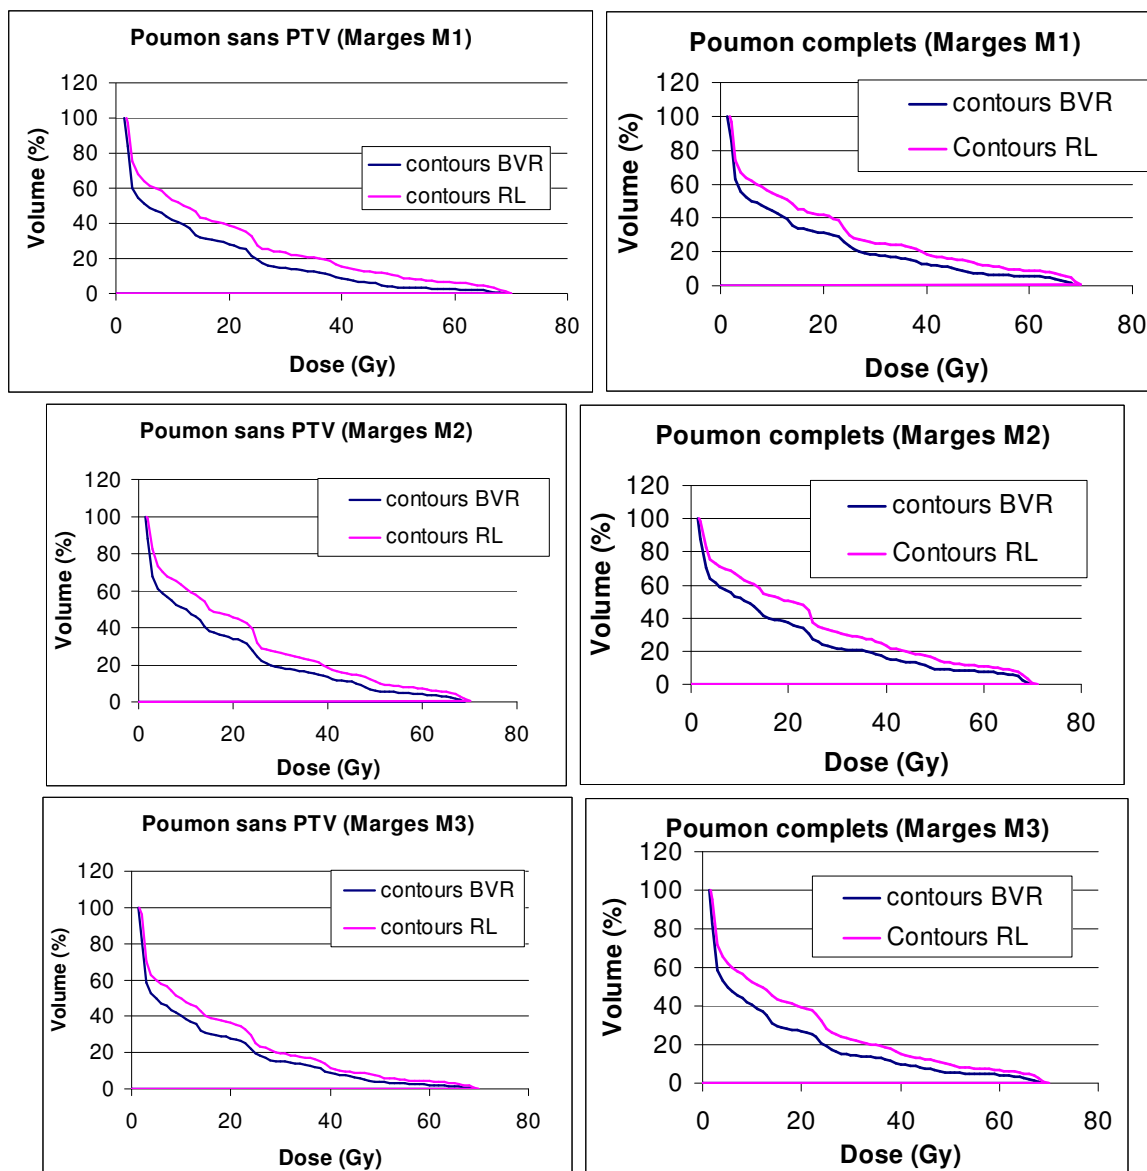 Poumon sans PTV (Marges M1)
120
100
80
60
40
20
0
Volume (%)
contours BVR
contours RL
0 20 40 60 80
Dose (Gy)
Poumon complets (Marges M1)
120
100
80
60
40
20
0
Volume (%)
contours BVR
Contours RL
0 20 40 60 80
Dose (Gy)
Poumon sans PTV (Marges M2)
120
100
80
60
40
20
0
Volume (%)
contours BVR
contours RL
0 20 40 60 80
Dose (Gy)
Poumon complets (Marges M2)
120
100
80
60
40
20
0
Volume (%)
contours BVR
Contours RL
0 20 40 60 80
Dose (Gy)
Poumon sans PTV (Marges M3)
120
100
80
60
40
20
0
Volume (%)
contours BVR
contours RL
0 20 40 60 80
Dose (Gy)
Poumon complets (Marges M3)
120
100
80
60
40
20
0
Volume (%)
contours BVR
Contours RL
0 20 40 60 80
Dose (Gy)